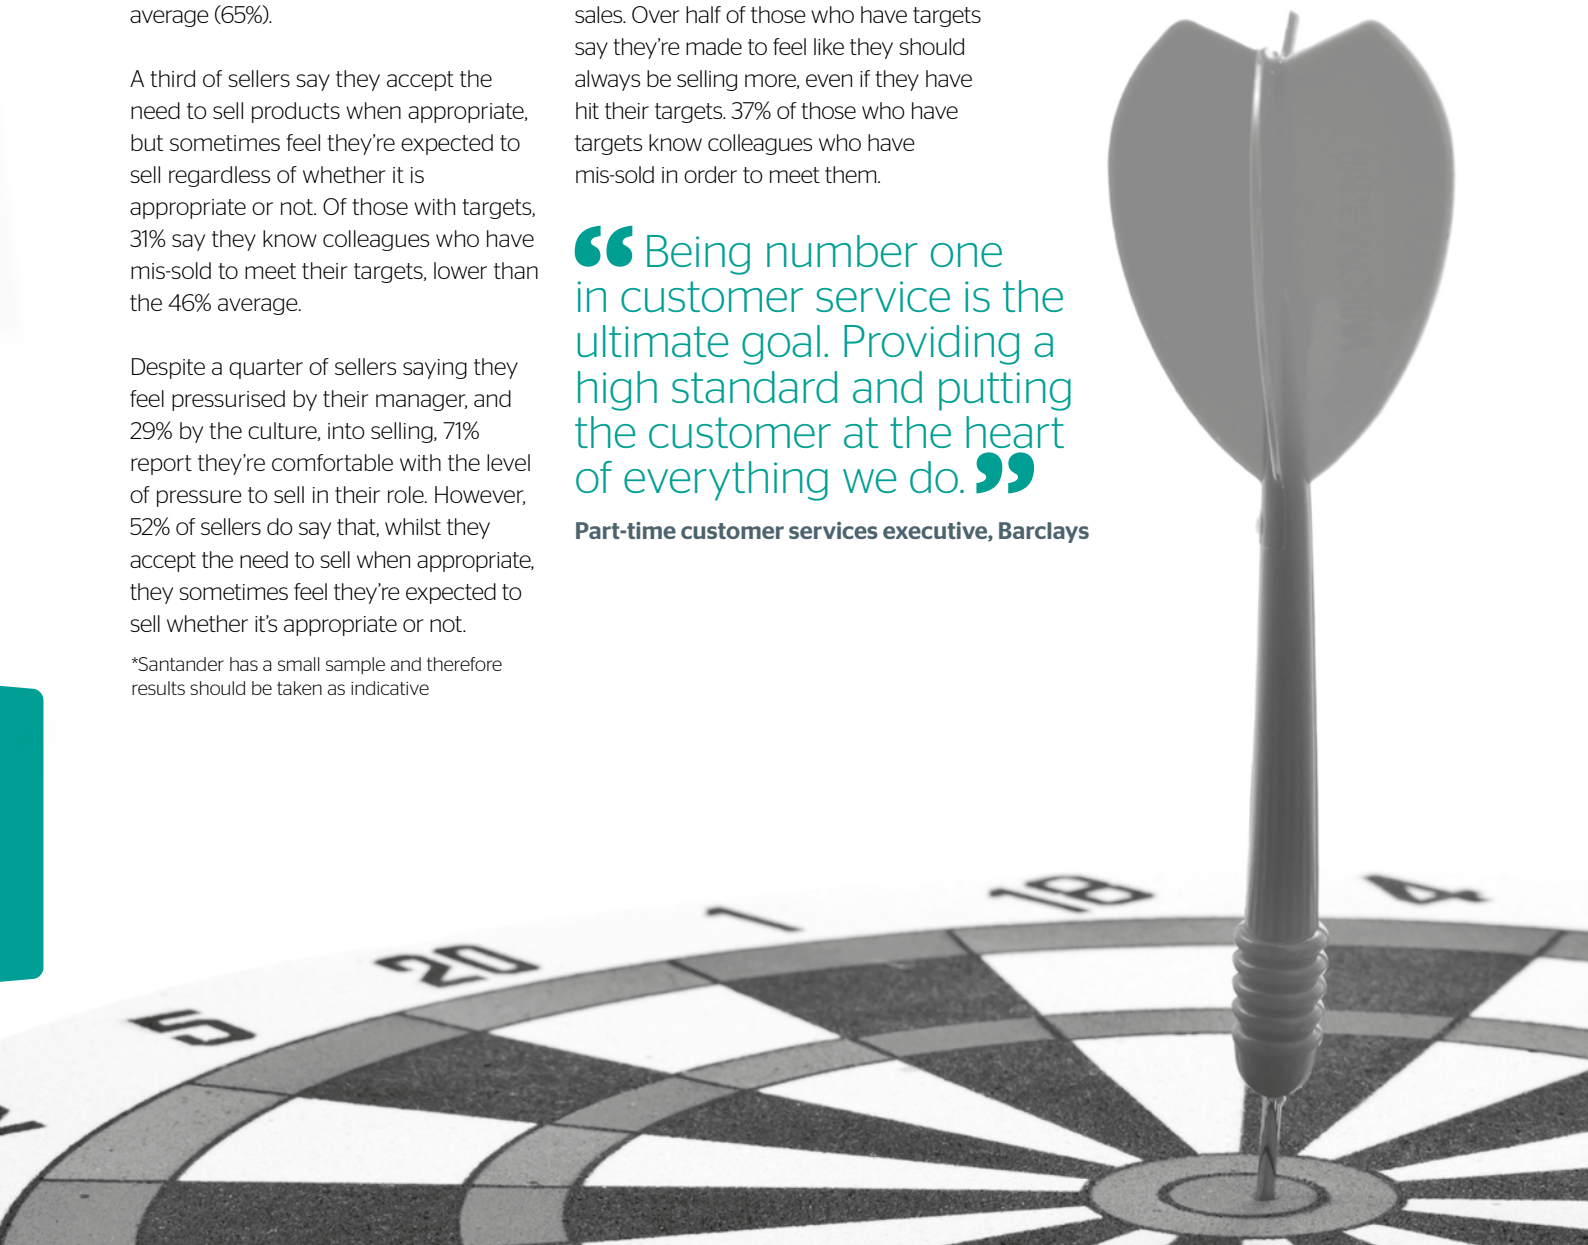 average (65%).
A third of sellers say they accept the
need to sell products when appropriate,
but sometimes feel they’re expected to
sell regardless of whether it is
appropriate or not. Of those with targets,
31% say they know colleagues who have
mis-sold to meet their targets, lower than
the 46% average.
Despite a quarter of sellers saying they
feel pressurised by their manager, and
29% by the culture, into selling, 71%
report they’re comfortable with the level
of pressure to sell in their role. However,
52% of sellers do say that, whilst they
accept the need to sell when appropriate,
they sometimes feel they’re expected to
sell whether it’s appropriate or not.
*Santander has a small sample and therefore
results should be taken as indicative
sales. Over half of those who have targets
say they’re made to feel like they should
always be selling more, even if they have
hit their targets. 37% of those who have
targets know colleagues who have
mis-sold in order to meet them.
“ Being number one
in customer service is the
ultimate goal. Providing a
high standard and putting
the customer at the heart
of everything we do. ”
Part-time customer services executive, Barclays
5
20
1
18
4